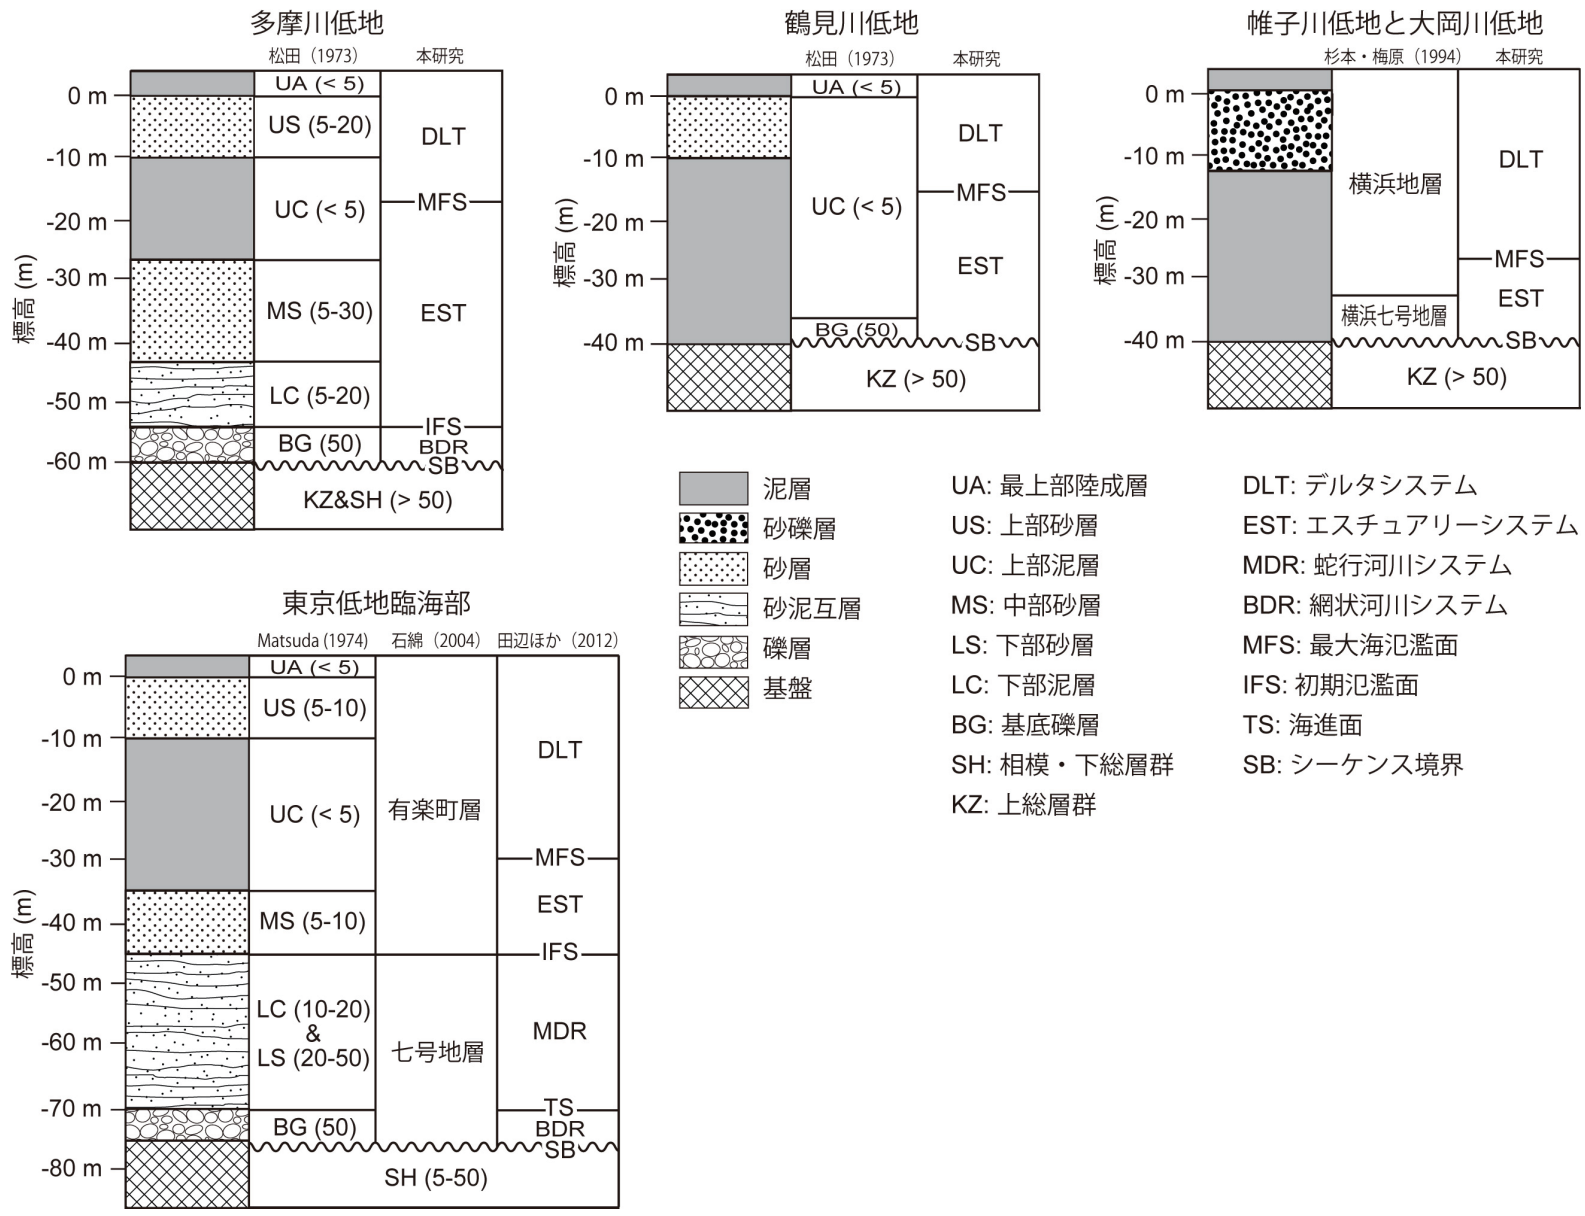 多摩川低地
松田（1973）
本研究
標高 (m)
0 m
-10 m
-20 m
-30 m
-40 m
-50 m
-60 m
UA (< 5)
US (5-20)
UC (< 5)
MS (5-30)
LC (5-20)
BG (50)
KZ&SH (> 50)
DLT
MFS
EST
IFS
BDR
SB
鶴見川低地
松田（1973）
本研究
標高 (m)
0 m
-10 m
-20 m
-30 m
-40 m
UA (< 5)
UC (< 5)
BG (50)
KZ (> 50)
DLT
MFS
EST
SB
帷子川低地と大岡川低地
杉本・梅原（1994）
本研究
標高 (m)
0 m
-10 m
-20 m
-30 m
-40 m
横浜地層
横浜七号地層
KZ (> 50)
DLT
MFS
EST
SB
東京低地臨海部
Matsuda (1974)
石綿（2004）
田辺ほか（2012）
標高 (m)
0 m
-10 m
-20 m
-30 m
-40 m
-50 m
-60 m
-70 m
-80 m
UA (< 5)
US (5-10)
UC (< 5)
MS (5-10)
LC (10-20)
&
LS (20-50)
BG (50)
SH (5-50)
有楽町層
七号地層
DLT
MFS
EST
IFS
MDR
TS
BDR
SB
泥層
砂礫層
砂層
砂泥互層
礫層
基盤
UA: 最上部陸成層
US: 上部砂層
UC: 上部泥層
MS: 中部砂層
LS: 下部砂層
LC: 下部泥層
BG: 基底礫層
SH: 相模・下総層群
KZ: 上総層群
DLT: デルタシステム
EST: エスチュアリーシステム
MDR: 蛇行河川システム
BDR: 網状河川システム
MFS: 最大海氾濫面
IFS: 初期氾濫面
TS: 海進面
SB: シーケンス境界